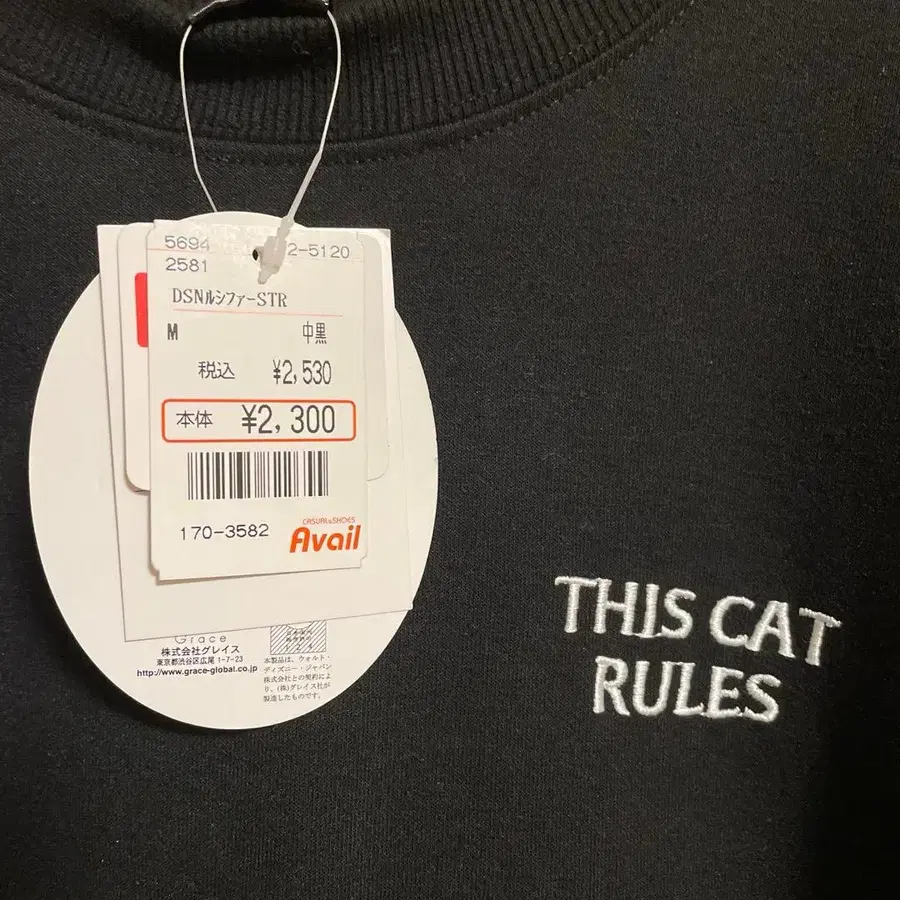 5694 2-5120
2581
DSNルシファーSTR
M 中黒
税込 ¥2,530
本体 ¥2,300
170-3582
CASUAL&SHOES
Avail
Grace
株式会社グレイス
東京都渋谷区広尾 1-7-23
http://www.grace-global.co.jp
本製品は、ウォルト・
ディズニー・ジャパン
株式会社との契約によ
り、(株)グレイス社が
製造したものです。
THIS CAT
RULES